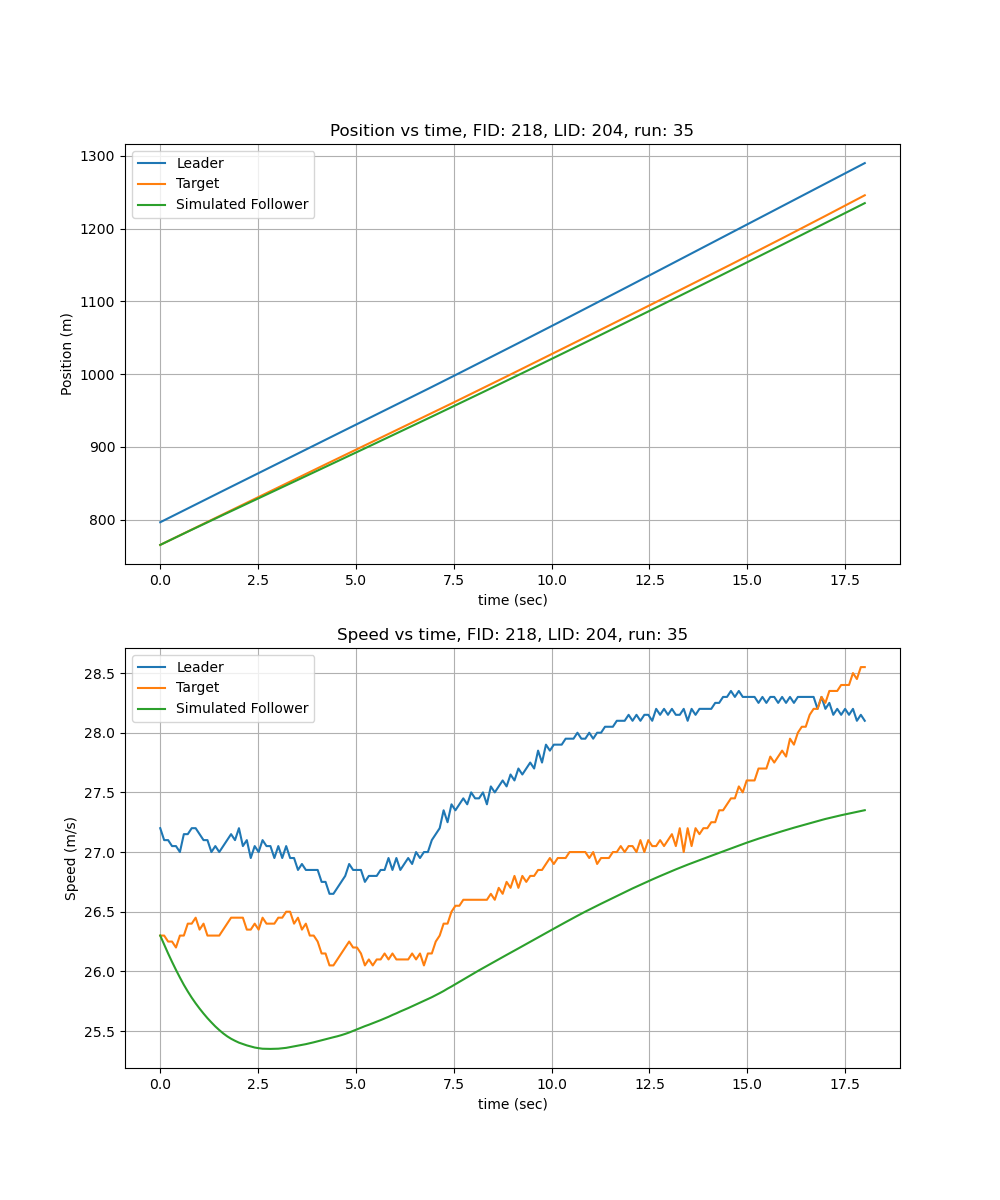 Position vs time, FID: 218, LID: 204, run: 35
Leader
Target
Simulated Follower
1300
1200
1100
1000
900
800
Position (m)
0.0 2.5 5.0 7.5 10.0 12.5 15.0 17.5
time (sec)
Speed vs time, FID: 218, LID: 204, run: 35
Leader
Target
Simulated Follower
28.5
28.0
27.5
27.0
26.5
26.0
25.5
Speed (m/s)
0.0 2.5 5.0 7.5 10.0 12.5 15.0 17.5
time (sec)